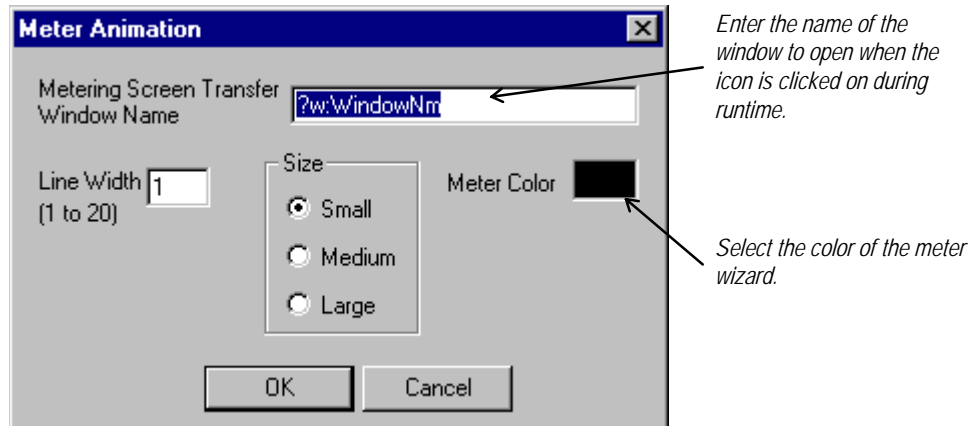 Meter Animation
Enter the name of the
window to open when the
icon is clicked on during
runtime.
Metering Screen Transfer
Window Name
?w:WindowNm
Line Width
(1 to 20)
1
Size
Small
Medium
Large
Meter Color
Select the color of the meter
wizard.
OK
Cancel